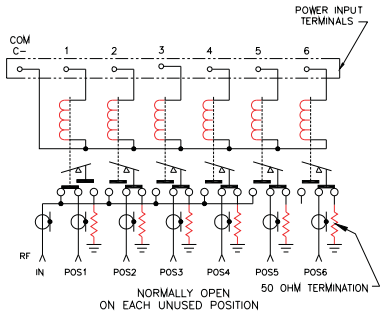 POWER INPUT
TERMINALS
COM
C-
1
2
3
4
5
6
RF
IN
POS1
POS2
POS3
POS4
POS5
POS6
50 OHM TERMINATION
NORMALLY OPEN
ON EACH UNUSED POSITION